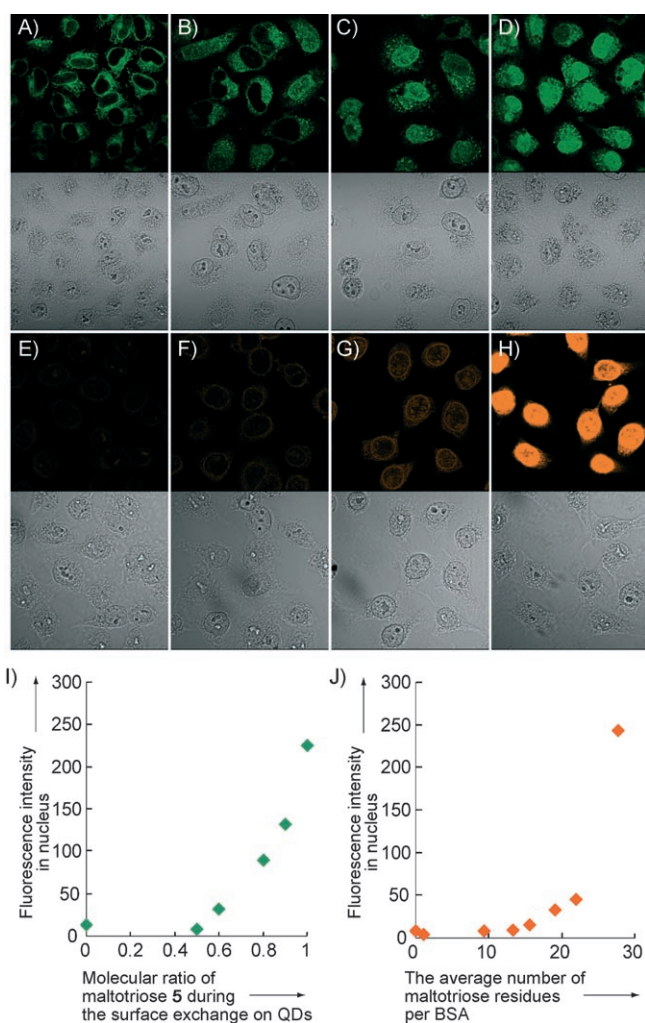 A)
B)
C)
D)
E)
F)
G)
H)
I)
300
250
200
150
100
50
0
Fluorescence intensity
in nucleus
0
0.2
0.4
0.6
0.8
1
Molecular ratio of
maltotriose 5 during
the surface exchange on QDs
J)
300
250
200
150
100
50
0
Fluorescence intensity
in nucleus
0
10
20
30
The average number of
maltotriose residues
per BSA